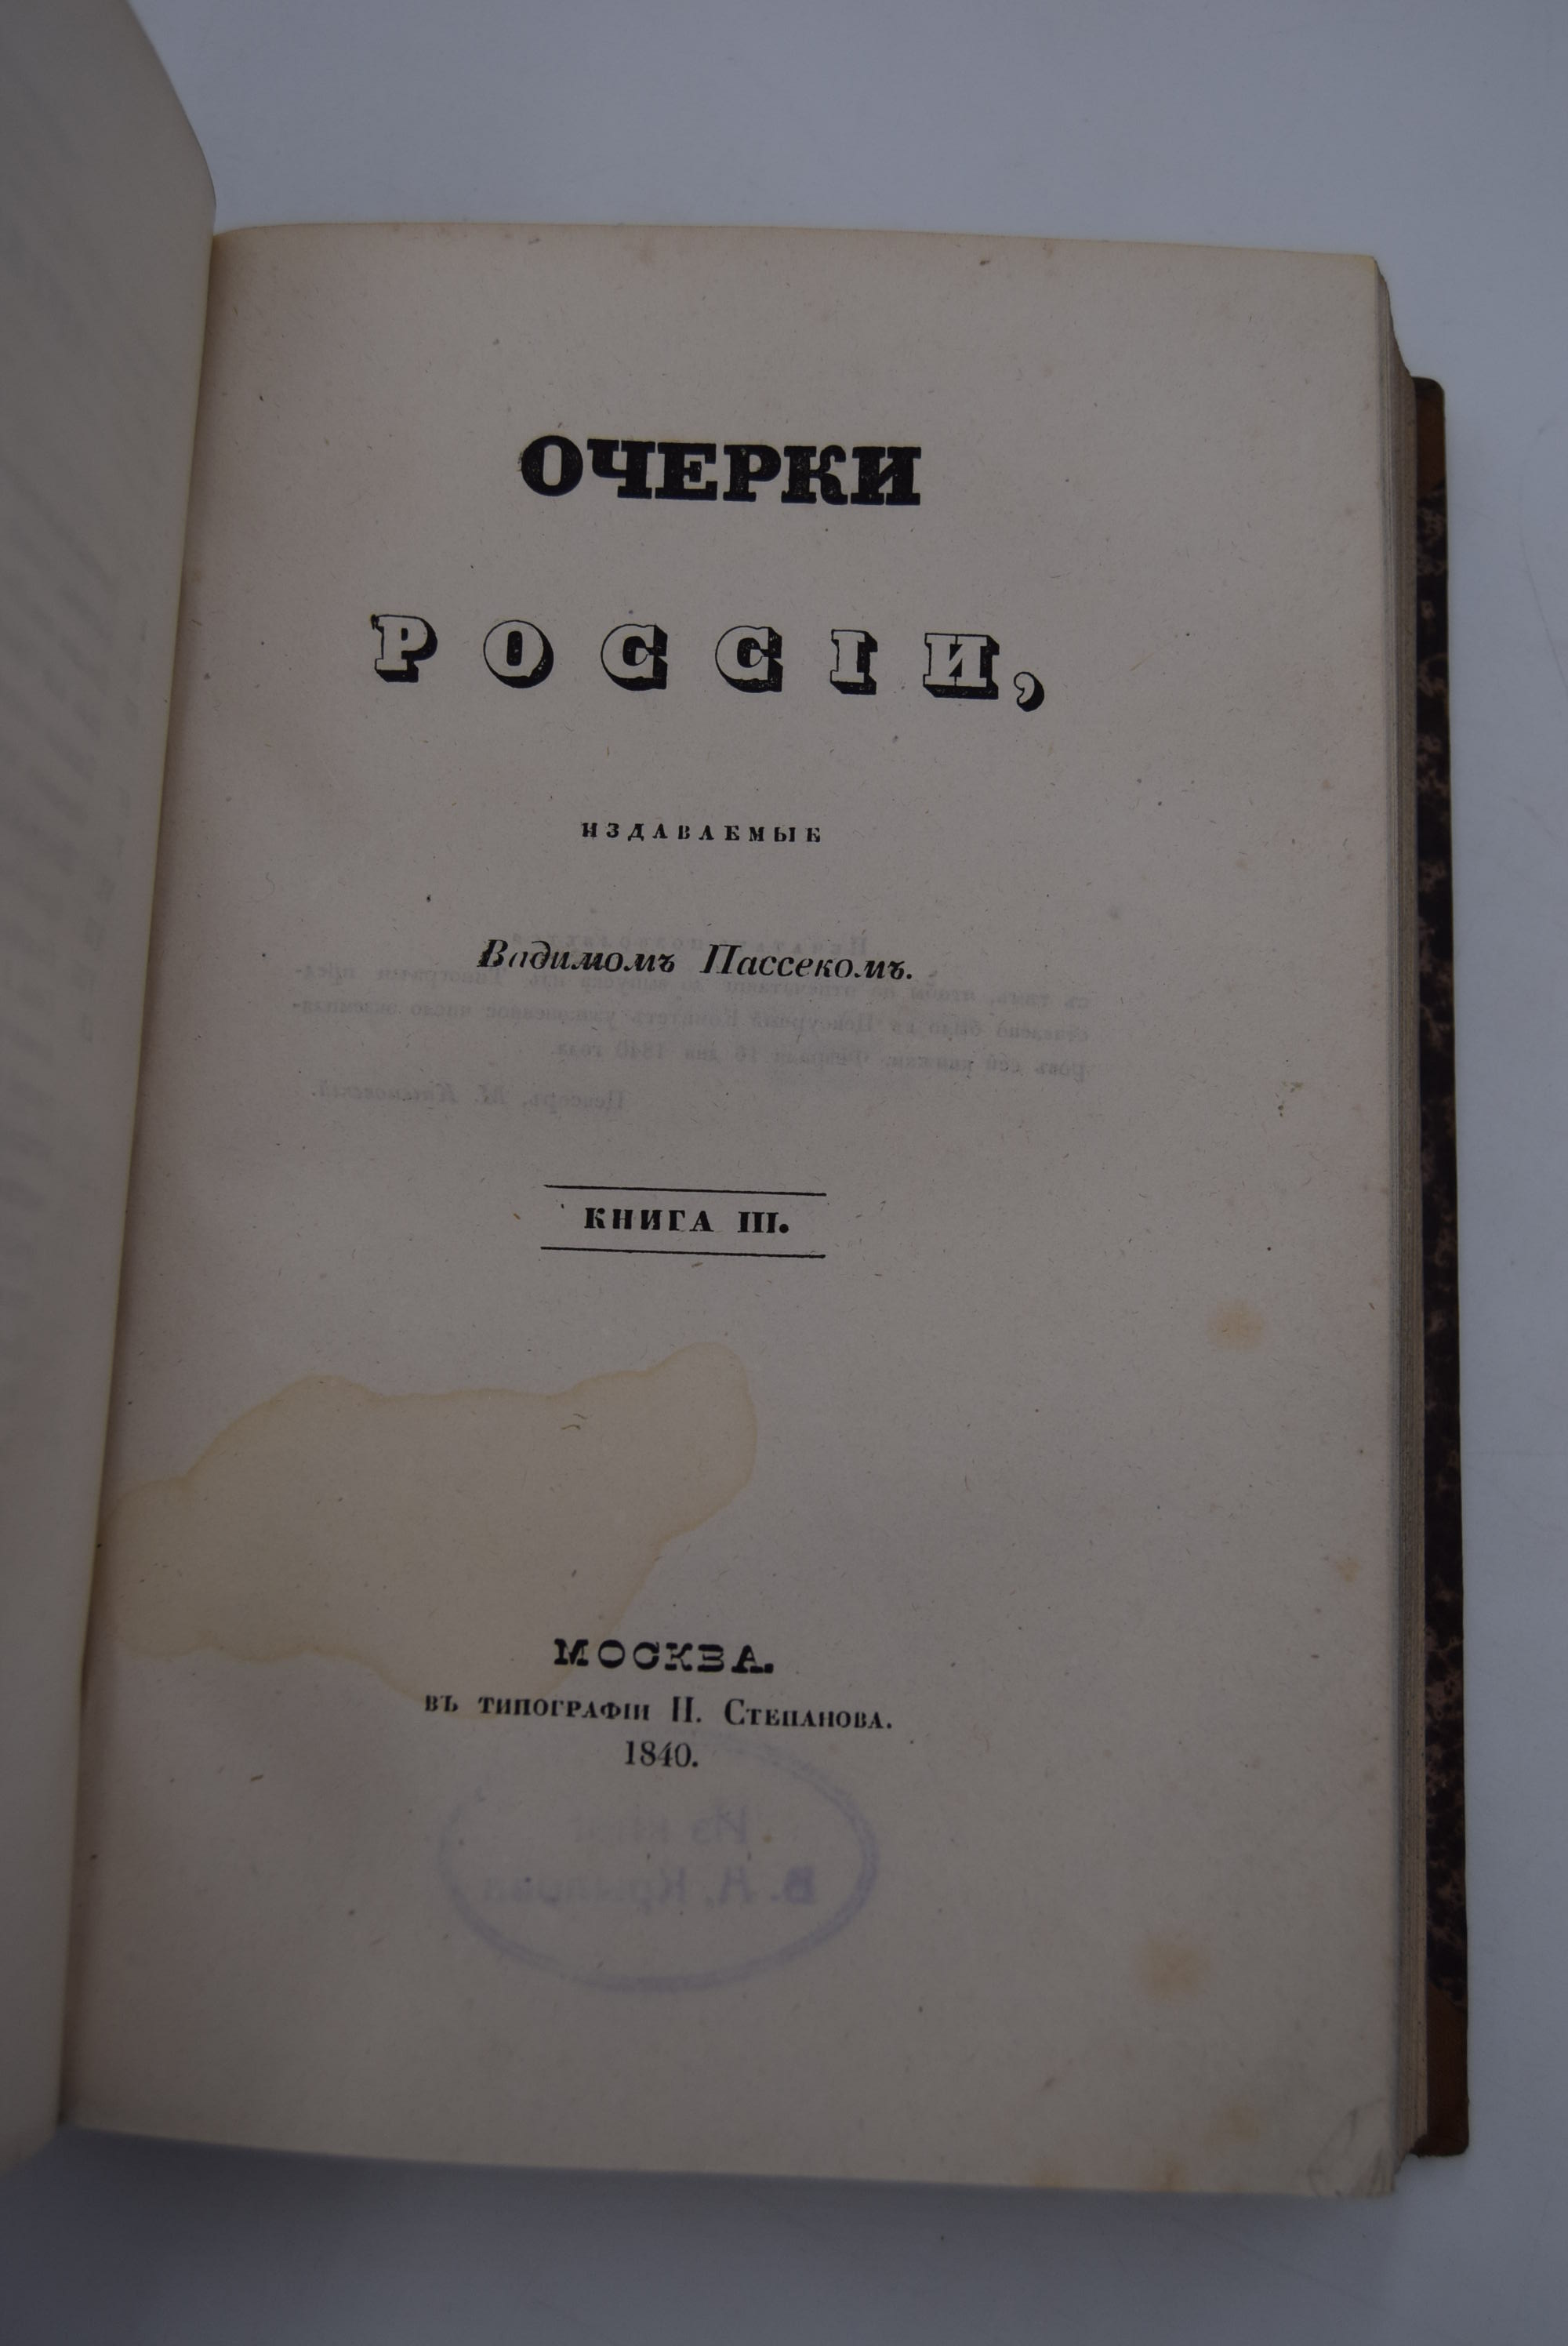 ОЧЕРКИ
РОССІИ,
ИЗДАВАЕМЫЕ
Вадимомъ Пассекомъ.
КНИГА III.
МОСКВА.
ВЪ ТИПОГРАФІИ Н. СТЕПАНОВА.
1840.